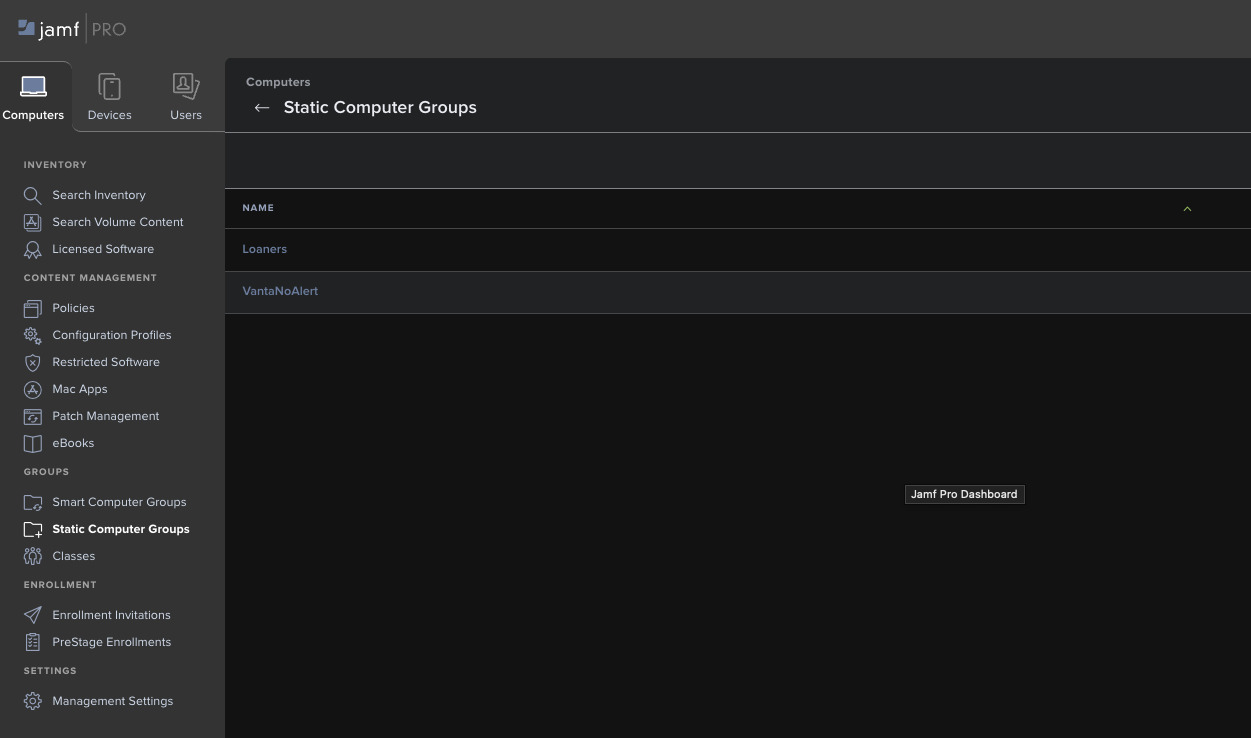 jamf PRO
Computers
Devices
Users
INVENTORY
Search Inventory
Search Volume Content
Licensed Software
CONTENT MANAGEMENT
Policies
Configuration Profiles
Restricted Software
Mac Apps
Patch Management
eBooks
GROUPS
Smart Computer Groups
Static Computer Groups
Classes
ENROLLMENT
Enrollment Invitations
PreStage Enrollments
SETTINGS
Management Settings
Computers
← Static Computer Groups
NAME
Loaners
VantaNoAlert
Jamf Pro Dashboard